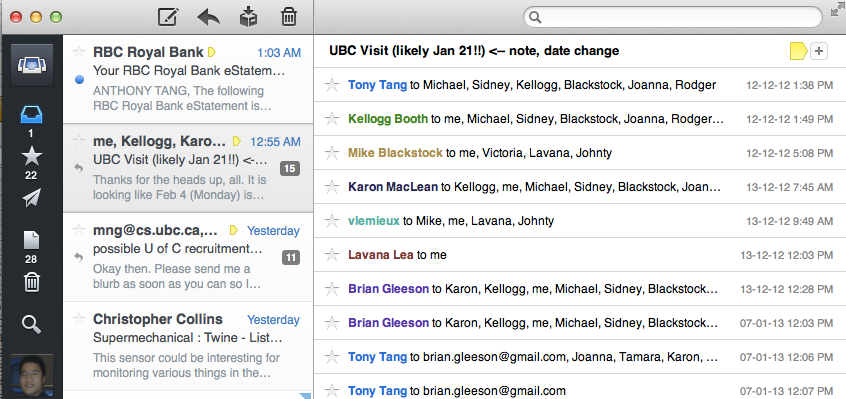 1
22
28
RBC Royal Bank 1:03 AM
Your RBC Royal Bank eStatem…
ANTHONY TANG, The following
RBC Royal Bank eStatement is…
me, Kellogg, Karo… 12:55 AM
UBC Visit (likely Jan 21!!) <-…
15
Thanks for the heads up, all. It is
looking like Feb 4 (Monday) is…
mng@cs.ubc.ca,… Yesterday
possible U of C recruitment…
11
Okay then. Please send me a
blurb as soon as you can so I…
Christopher Collins Yesterday
Supermechanical : Twine - List…
This sensor could be interesting for
monitoring various things in the…
UBC Visit (likely Jan 21!!) <-- note, date change
Tony Tang to Michael, Sidney, Kellogg, Blackstock, Joanna, Rodger 12-12-12 1:38 PM
Kellogg Booth to me, Michael, Sidney, Blackstock, Joanna, Rodger… 12-12-12 1:49 PM
Mike Blackstock to me, Victoria, Lavana, Johnty 12-12-12 5:08 PM
Karon MacLean to Kellogg, me, Michael, Sidney, Blackstock, Joan… 13-12-12 7:45 AM
vlemieux to Mike, me, Lavana, Johnty 13-12-12 9:49 AM
Lavana Lea to me 13-12-12 12:03 PM
Brian Gleeson to Karon, Kellogg, me, Michael, Sidney, Blackstock… 13-12-12 12:28 PM
Brian Gleeson to Karon, Kellogg, me, Michael, Sidney, Blackstock… 07-01-13 12:03 PM
Tony Tang to brian.gleeson@gmail.com, Joanna, Tamara, Karon, … 07-01-13 12:06 PM
Tony Tang to brian.gleeson@gmail.com 07-01-13 12:07 PM